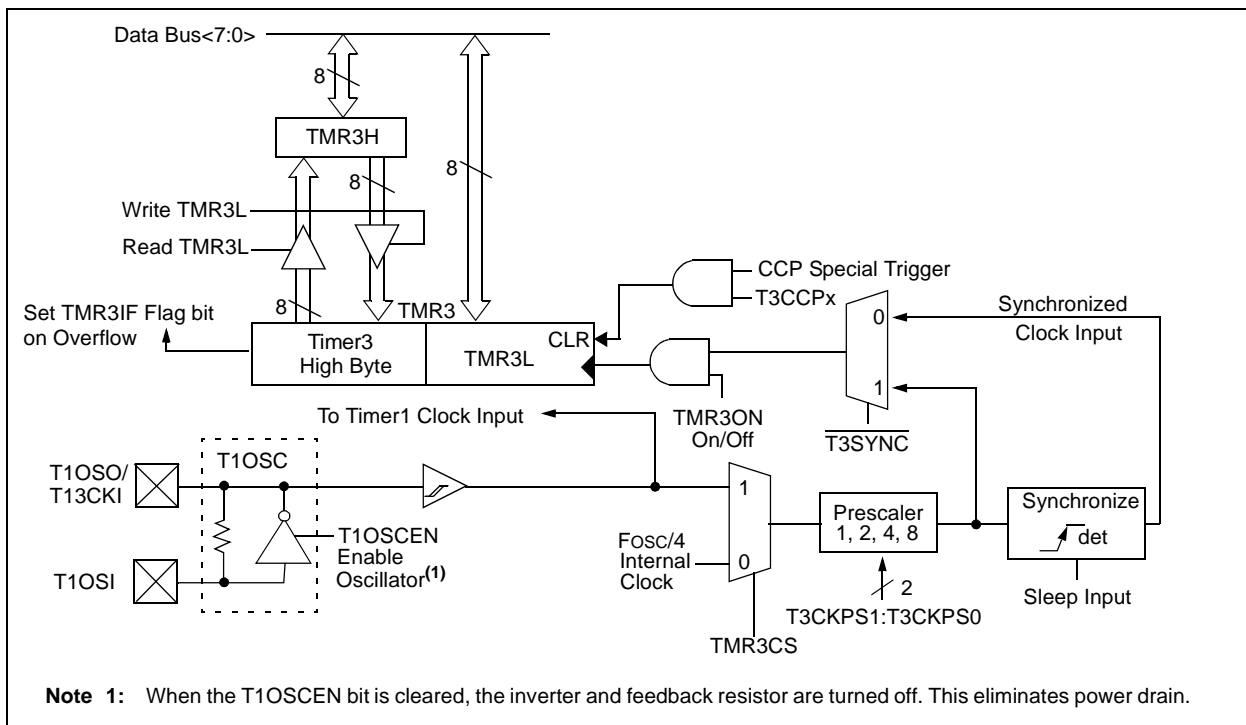 Data Bus<7:0>
8
TMR3H
8
8
Write TMR3L
Read TMR3L
CCP Special Trigger
8
TMR3
T3CCPx
Set TMR3IF Flag bit
on Overflow
Synchronized
Clock Input
0
CLR
Timer3
High Byte
TMR3L
1
To Timer1 Clock Input
TMR3ON
On/Off
T3SYNC
T1OSC
T1OSO/
T13CKI
1
Prescaler
1, 2, 4, 8
Synchronize
det
T1OSCEN
Enable
Oscillator(1)
FOSC/4
Internal
Clock
0
T1OSI
2
Sleep Input
T3CKPS1:T3CKPS0
TMR3CS
Note 1: When the T1OSCEN bit is cleared, the inverter and feedback resistor are turned off. This eliminates power drain.